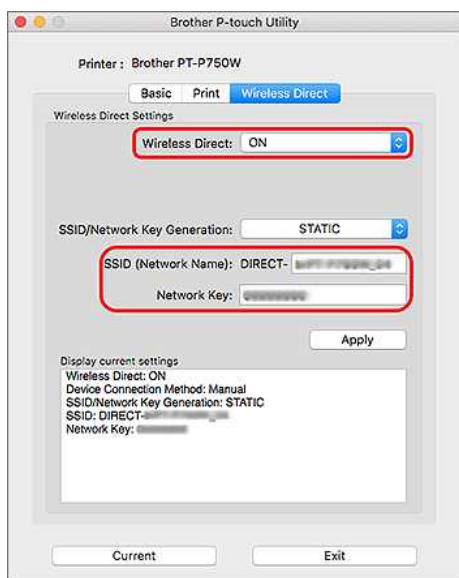 Brother P-touch Utility
Printer : Brother PT-P750W
Basic Print Wireless Direct
Wireless Direct Settings
Wireless Direct: ON
SSID/Network Key Generation: STATIC
SSID (Network Name): DIRECT-
Network Key:
Apply
Display current settings
Wireless Direct: ON
Device Connection Method: Manual
SSID/Network Key Generation: STATIC
SSID: DIRECT-
Network Key:
Current Exit